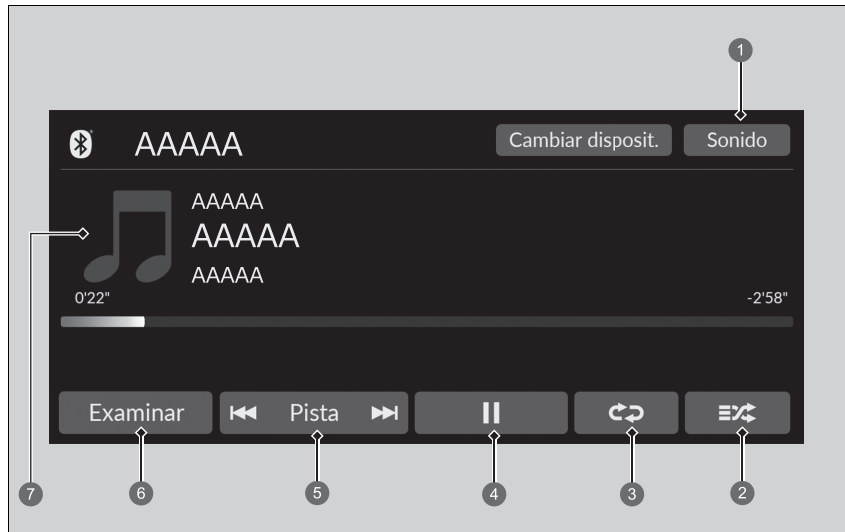 1
AAAAA
Cambiar disposit.
Sonido
AAAAA
AAAAA
AAAAA
7
0'22"
-2'58"
Examinar
Pista
6
5
4
3
2